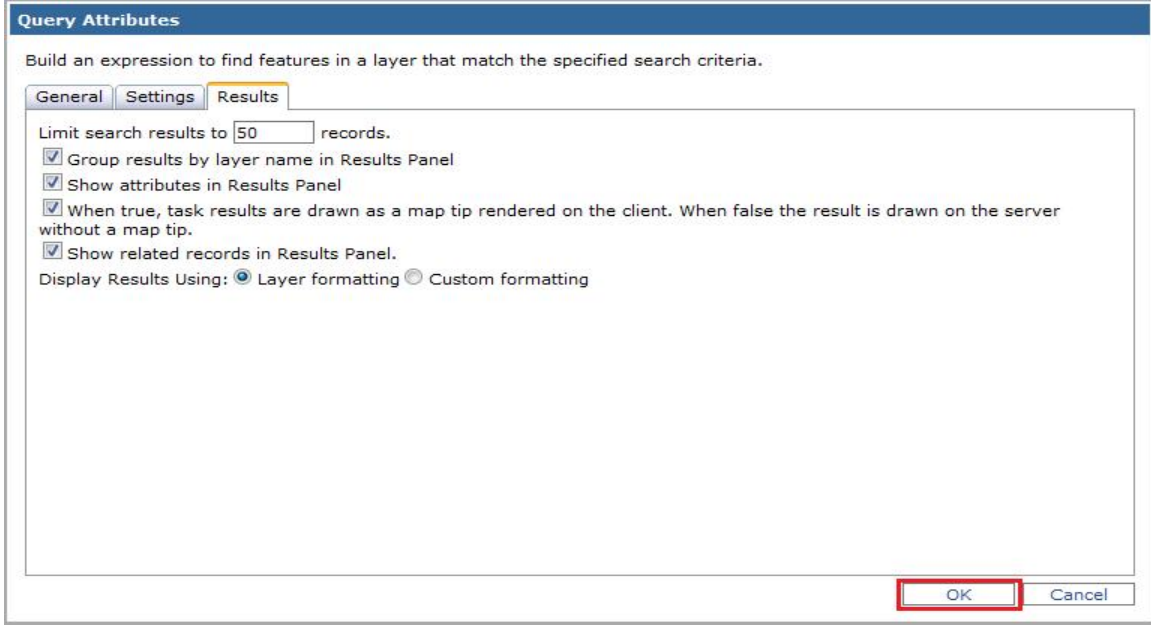 Query Attributes
Build an expression to find features in a layer that match the specified search criteria.
General Settings Results
Limit search results to 50 records.
Group results by layer name in Results Panel
Show attributes in Results Panel
When true, task results are drawn as a map tip rendered on the client. When false the result is drawn on the server
without a map tip.
Show related records in Results Panel.
Display Results Using: Layer formatting Custom formatting
OK Cancel